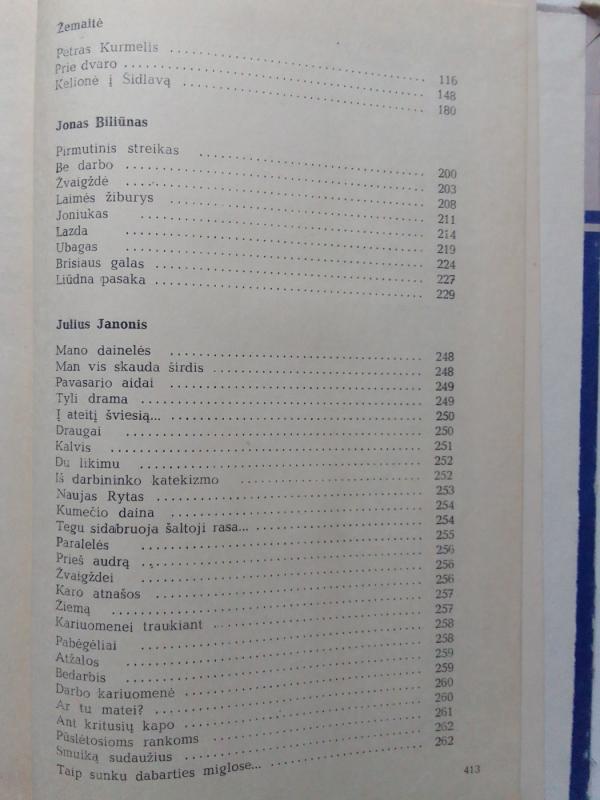 Žemaitė
Petras Kurmelis 116
Prie dvaro 148
Kelionė į Šidlavą 180
Jonas Biliūnas
Pirmutinis streikas 200
Be darbo 203
Žvaigždė 208
Laimės žiburys 211
Joniukas 214
Lazda 219
Ubagas 224
Brisiaus galas 227
Liūdna pasaka 229
Julius Janonis
Mano dainelės 248
Man vis skauda širdis 248
Pavasario aidai 249
Tyli drama 249
Į ateitį šviesią... 250
Draugai 250
Kalvis 251
Du likimu 252
Iš darbininko katekizmo 252
Naujas Rytas 253
Kumečio daina 254
Tegu sidabruoja šaltoji rasa... 254
Paralelės 255
Prieš audrą 256
Žvaigždei 256
Karo atnašos 256
Žiemą 257
Kariuomenei traukiant 257
Pabėgėliai 258
Atžalos 258
Bedarbis 259
Darbo kariuomenė 259
Ar tu matei? 260
Ant kritusių kapo 260
Pūslėtosioms rankoms 261
Smuiką sudaužius 262
Taip sunku dabarties miglose... 262
413